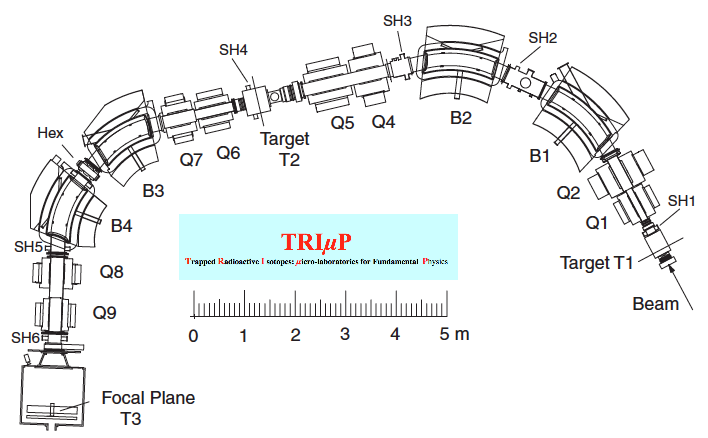 SH3
SH2
SH4
Q5 Q4
B2
Hex
Q7 Q6
Target
T2
B1
B3
Q2
SH1
B4
Q1
TRIμP
Trapped Radioactive Isotopes: μicro-laboratories for Fundamental Physics
SH5
Q8
Target T1
Beam
Q9
0 1 2 3 4 5 m
SH6
Focal Plane
T3